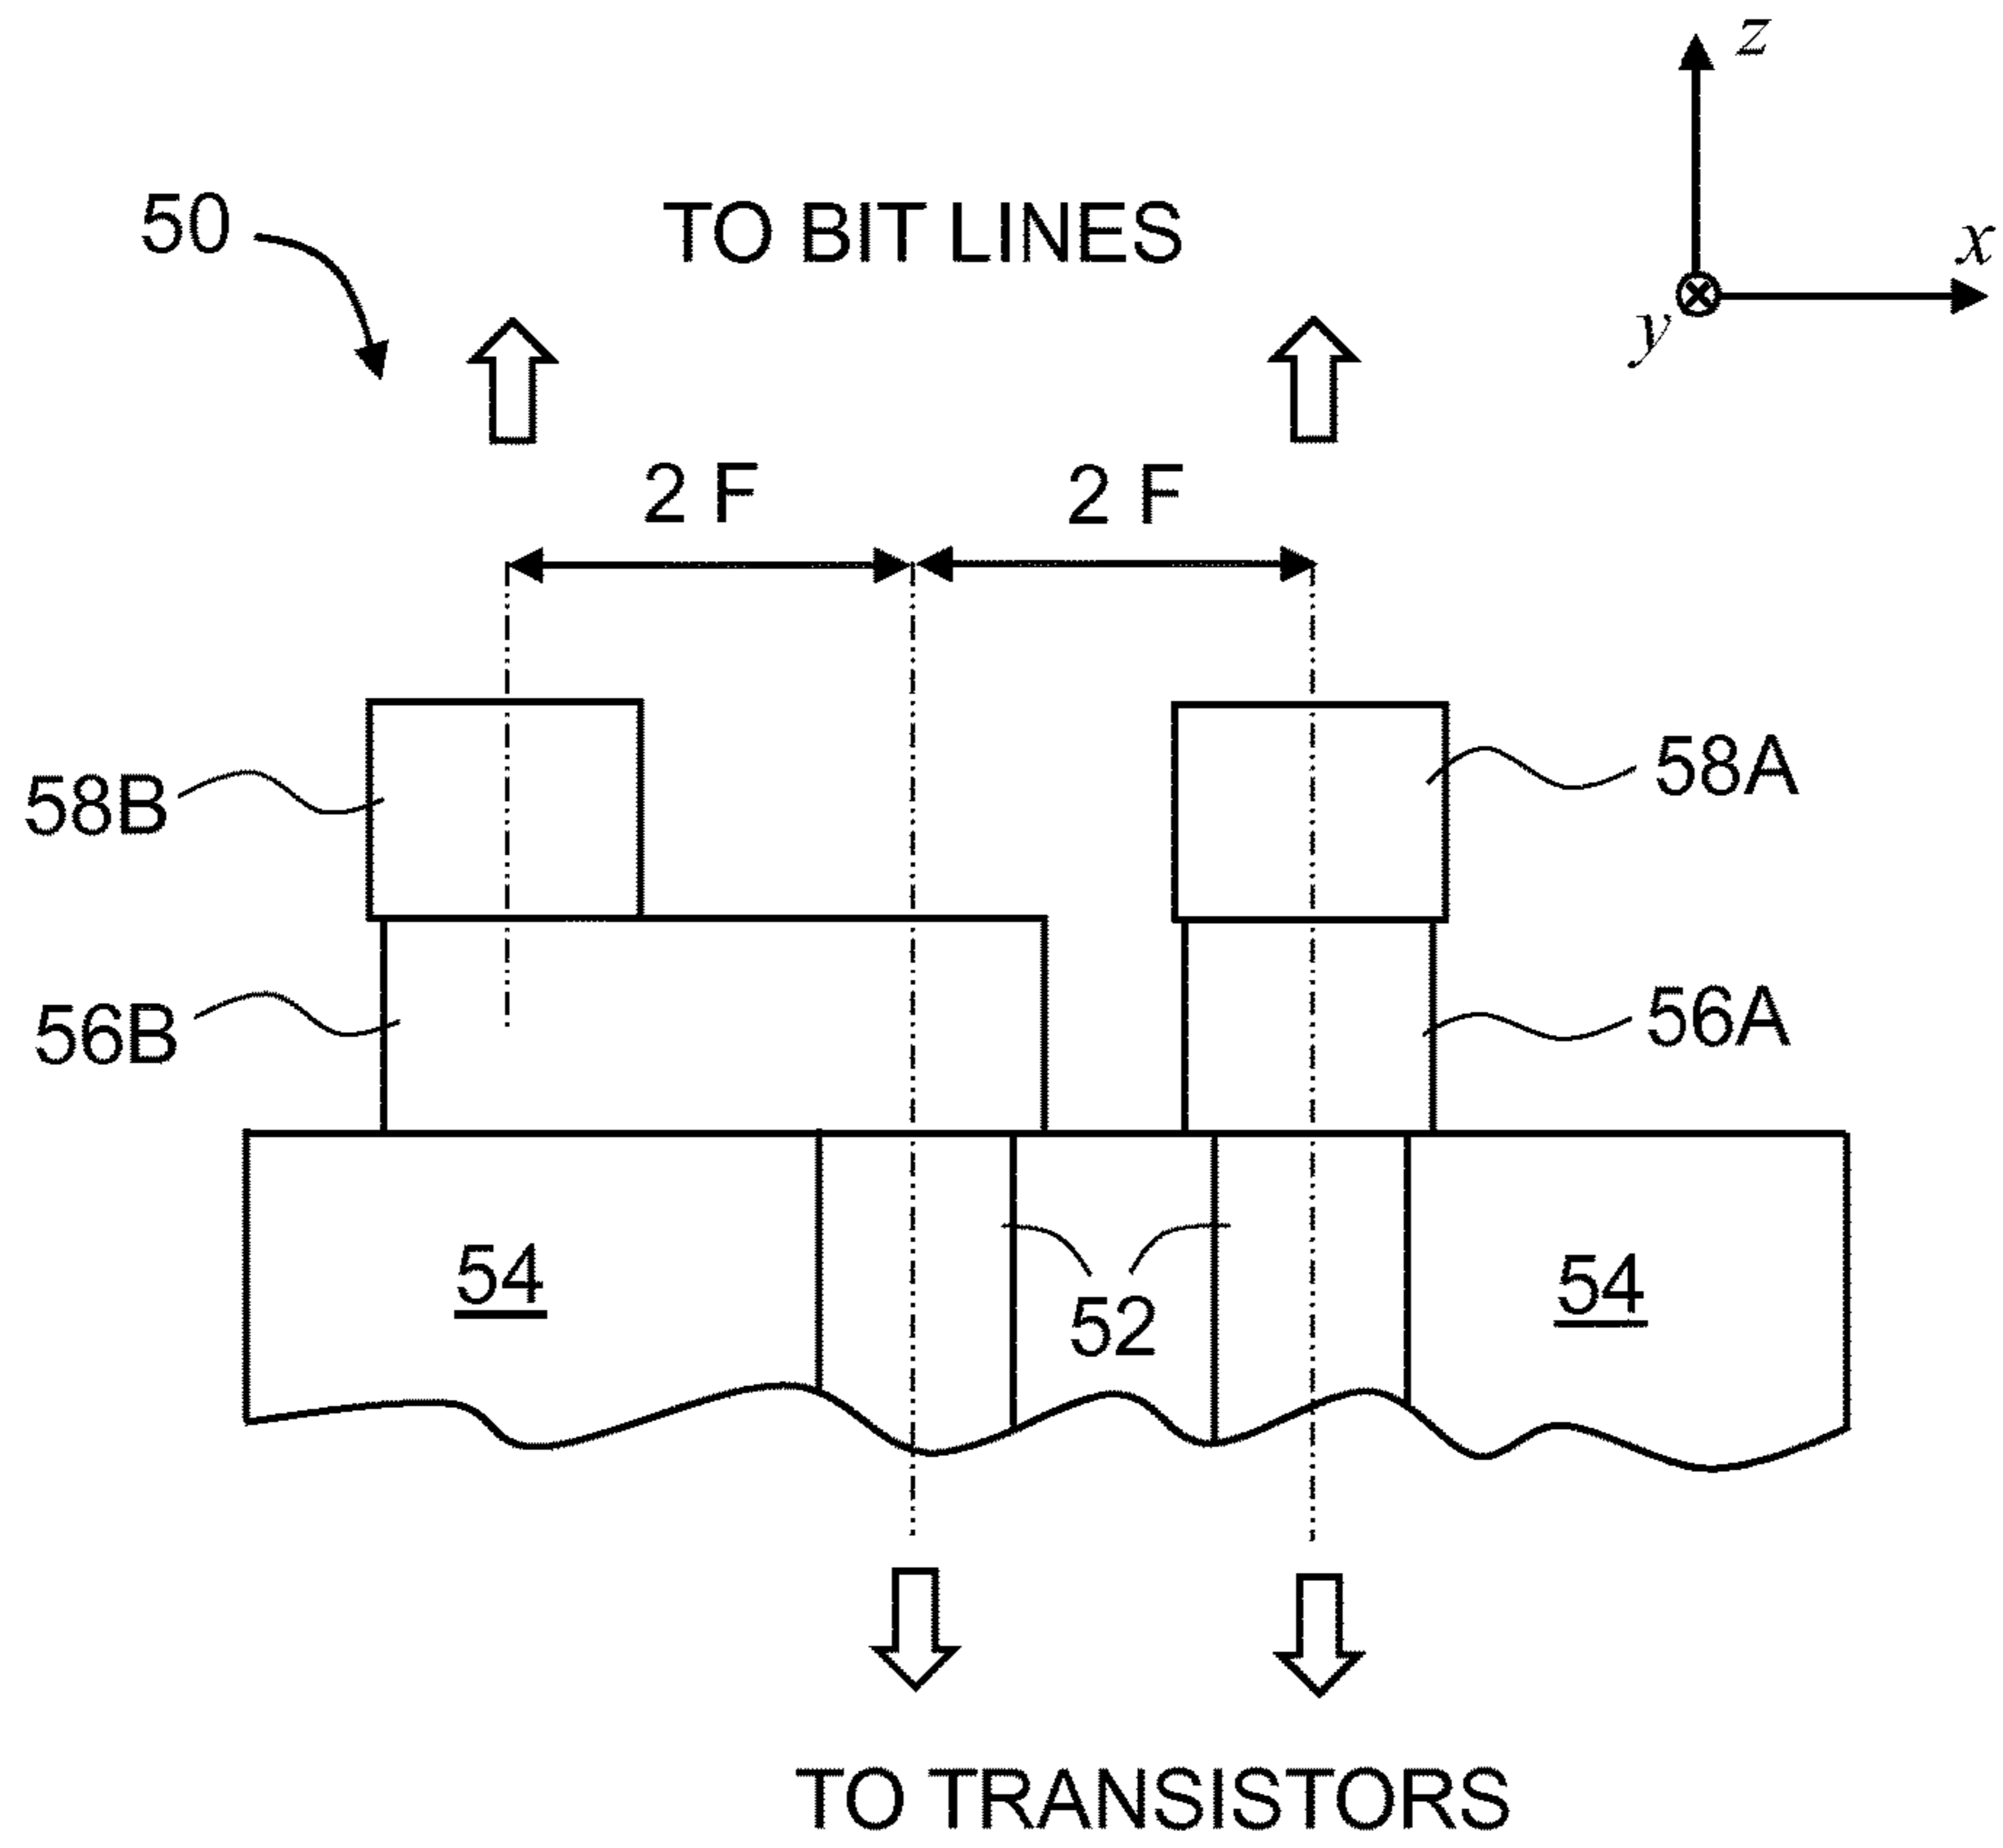 z
50
TO BIT LINES
x
y
2 F
2 F
58B
58A
56B
56A
54
52
54
TO TRANSISTORS